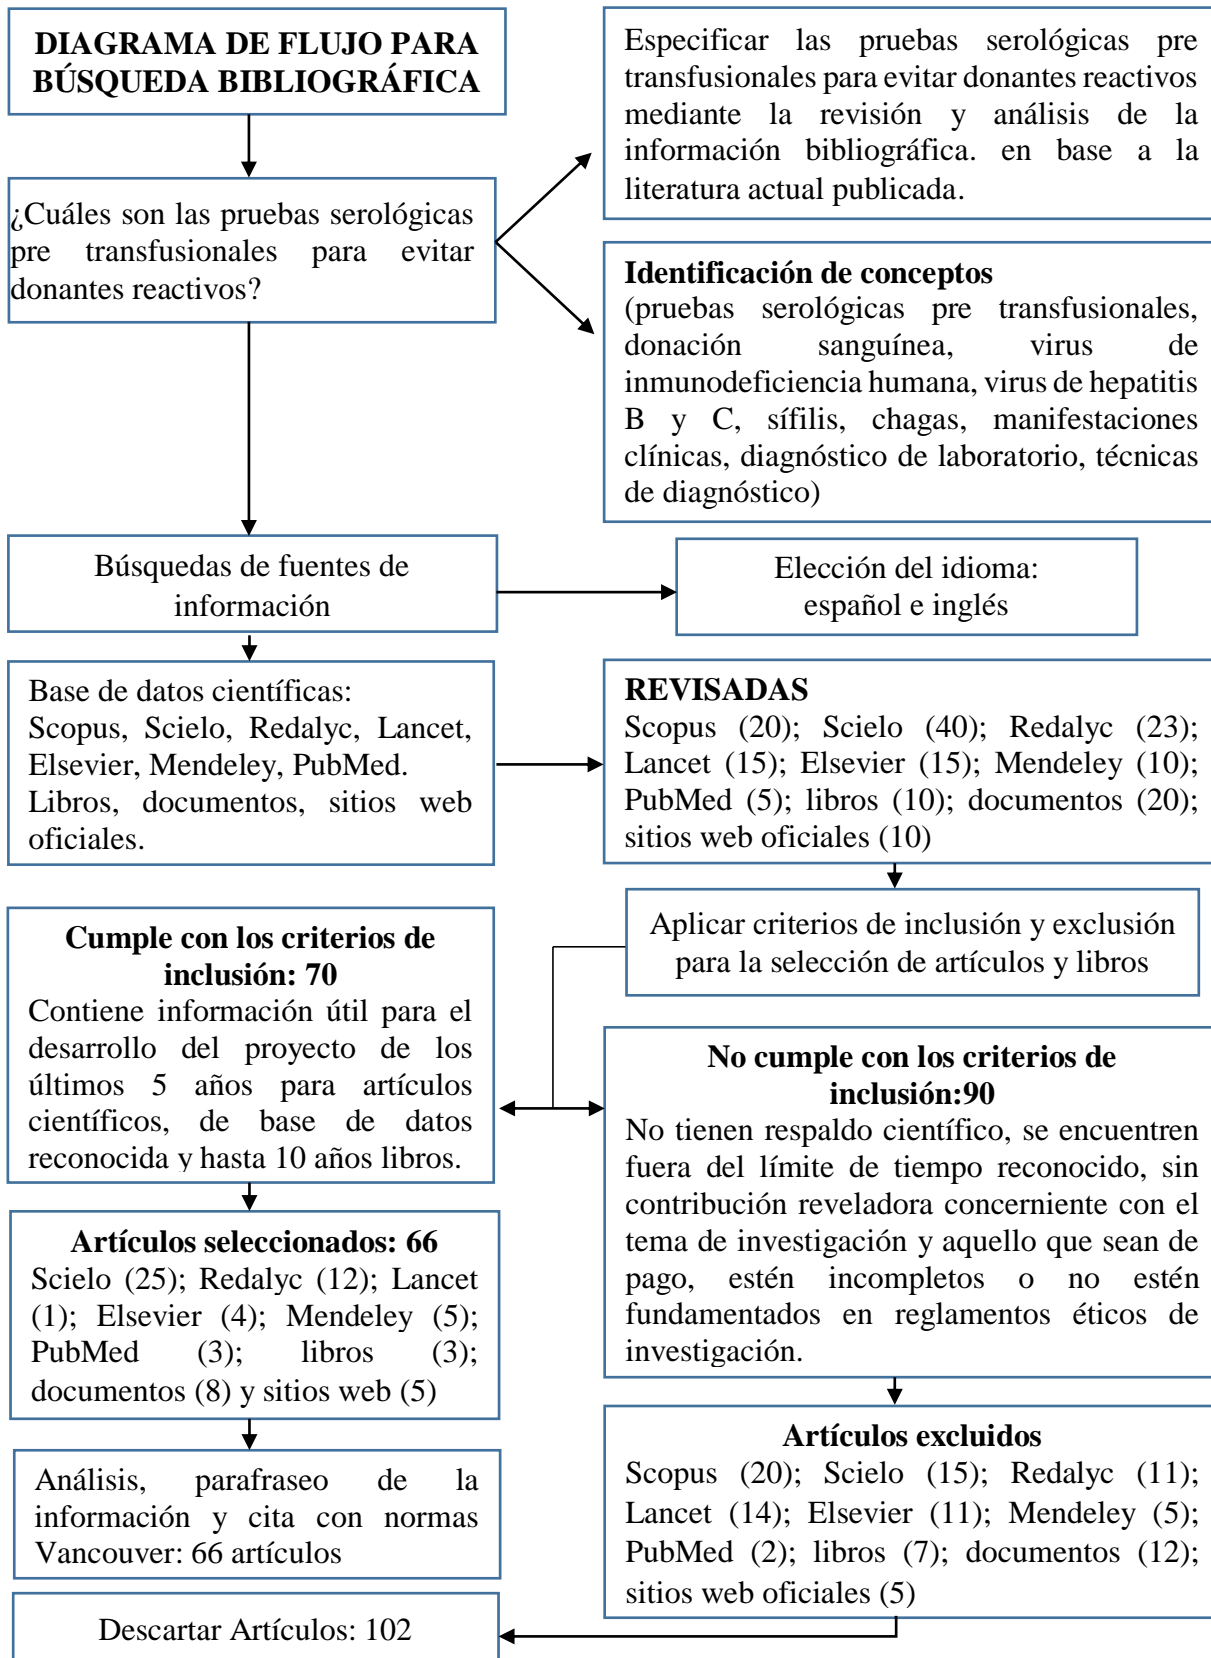 DIAGRAMA DE FLUJO PARA
BÚSQUEDA BIBLIOGRÁFICA
Especificar las pruebas serológicas pre
transfusionales para evitar donantes reactivos
mediante la revisión y análisis de la
información bibliográfica. en base a la
literatura actual publicada.
¿Cuáles son las pruebas serológicas
pre transfusionales para evitar
donantes reactivos?
Identificación de conceptos
(pruebas serológicas pre transfusionales,
donación sanguínea, virus de
inmunodeficiencia humana, virus de hepatitis
B y C, sífilis, chagas, manifestaciones
clínicas, diagnóstico de laboratorio, técnicas
de diagnóstico)
Búsquedas de fuentes de
información
Elección del idioma:
español e inglés
Base de datos científicas:
Scopus, Scielo, Redalyc, Lancet,
Elsevier, Mendeley, PubMed.
Libros, documentos, sitios web
oficiales.
REVISADAS
Scopus (20); Scielo (40); Redalyc (23);
Lancet (15); Elsevier (15); Mendeley (10);
PubMed (5); libros (10); documentos (20);
sitios web oficiales (10)
Aplicar criterios de inclusión y exclusión
para la selección de artículos y libros
Cumple con los criterios de
inclusión: 70
Contiene información útil para el
desarrollo del proyecto de los
últimos 5 años para artículos
científicos, de base de datos
reconocida y hasta 10 años libros.
No cumple con los criterios de
inclusión:90
No tienen respaldo científico, se encuentren
fuera del límite de tiempo reconocido, sin
contribución reveladora concerniente con el
tema de investigación y aquello que sean de
pago, estén incompletos o no estén
fundamentados en reglamentos éticos de
investigación.
Artículos seleccionados: 66
Scielo (25); Redalyc (12); Lancet
(1); Elsevier (4); Mendeley (5);
PubMed (3); libros (3);
documentos (8) y sitios web (5)
Artículos excluidos
Scopus (20); Scielo (15); Redalyc (11);
Lancet (14); Elsevier (11); Mendeley (5);
PubMed (2); libros (7); documentos (12);
sitios web oficiales (5)
Análisis, parafraseo de la
información y cita con normas
Vancouver: 66 artículos
Descartar Artículos: 102